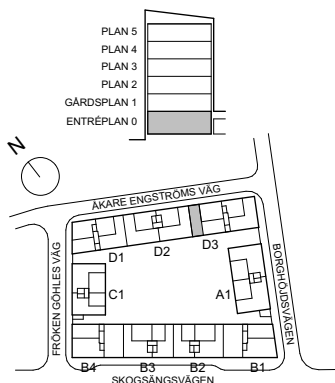 PLAN 5
PLAN 4
PLAN 3
PLAN 2
GÅRDSPLAN 1
ENTRÉPLAN 0
N
ÅKARE ENGSTRÖMS VÄG
D1
D2
D3
FRÖKEN GÖHLES VÄG
BORGHÖJDSVÄGEN
C1
A1
B4
B3
B2
B1
SKOGSÄNGSVÄGEN